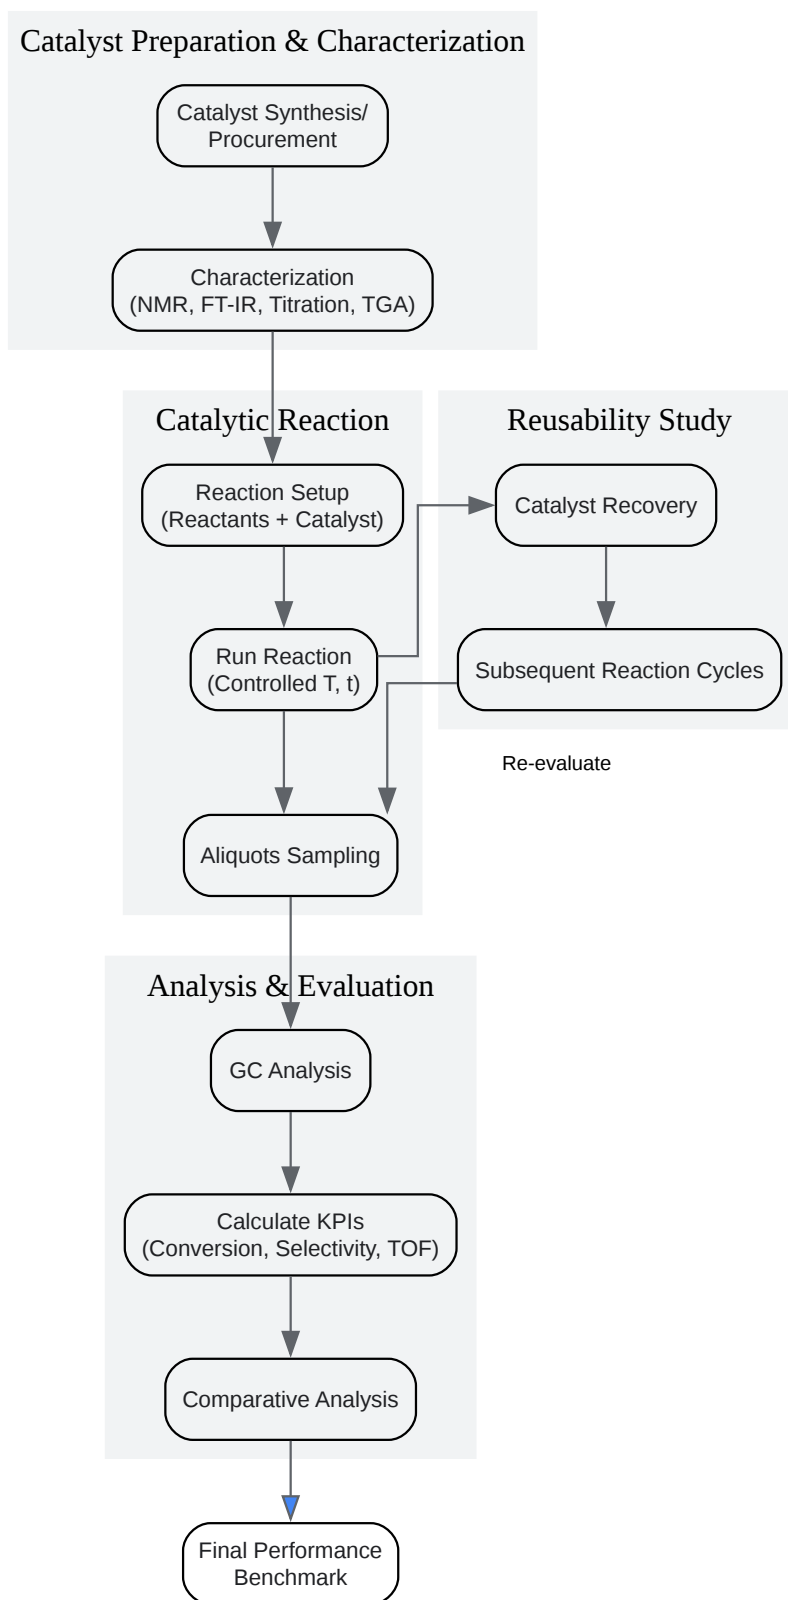 Catalyst Preparation & Characterization
Catalyst Synthesis/
Procurement
Characterization
(NMR, FT-IR, Titration, TGA)
Catalytic Reaction
Reaction Setup
(Reactants + Catalyst)
Run Reaction
(Controlled T, t)
Aliquots Sampling
Reusability Study
Catalyst Recovery
Subsequent Reaction Cycles
Re-evaluate
Analysis & Evaluation
GC Analysis
Calculate KPIs
(Conversion, Selectivity, TOF)
Comparative Analysis
Final Performance
Benchmark